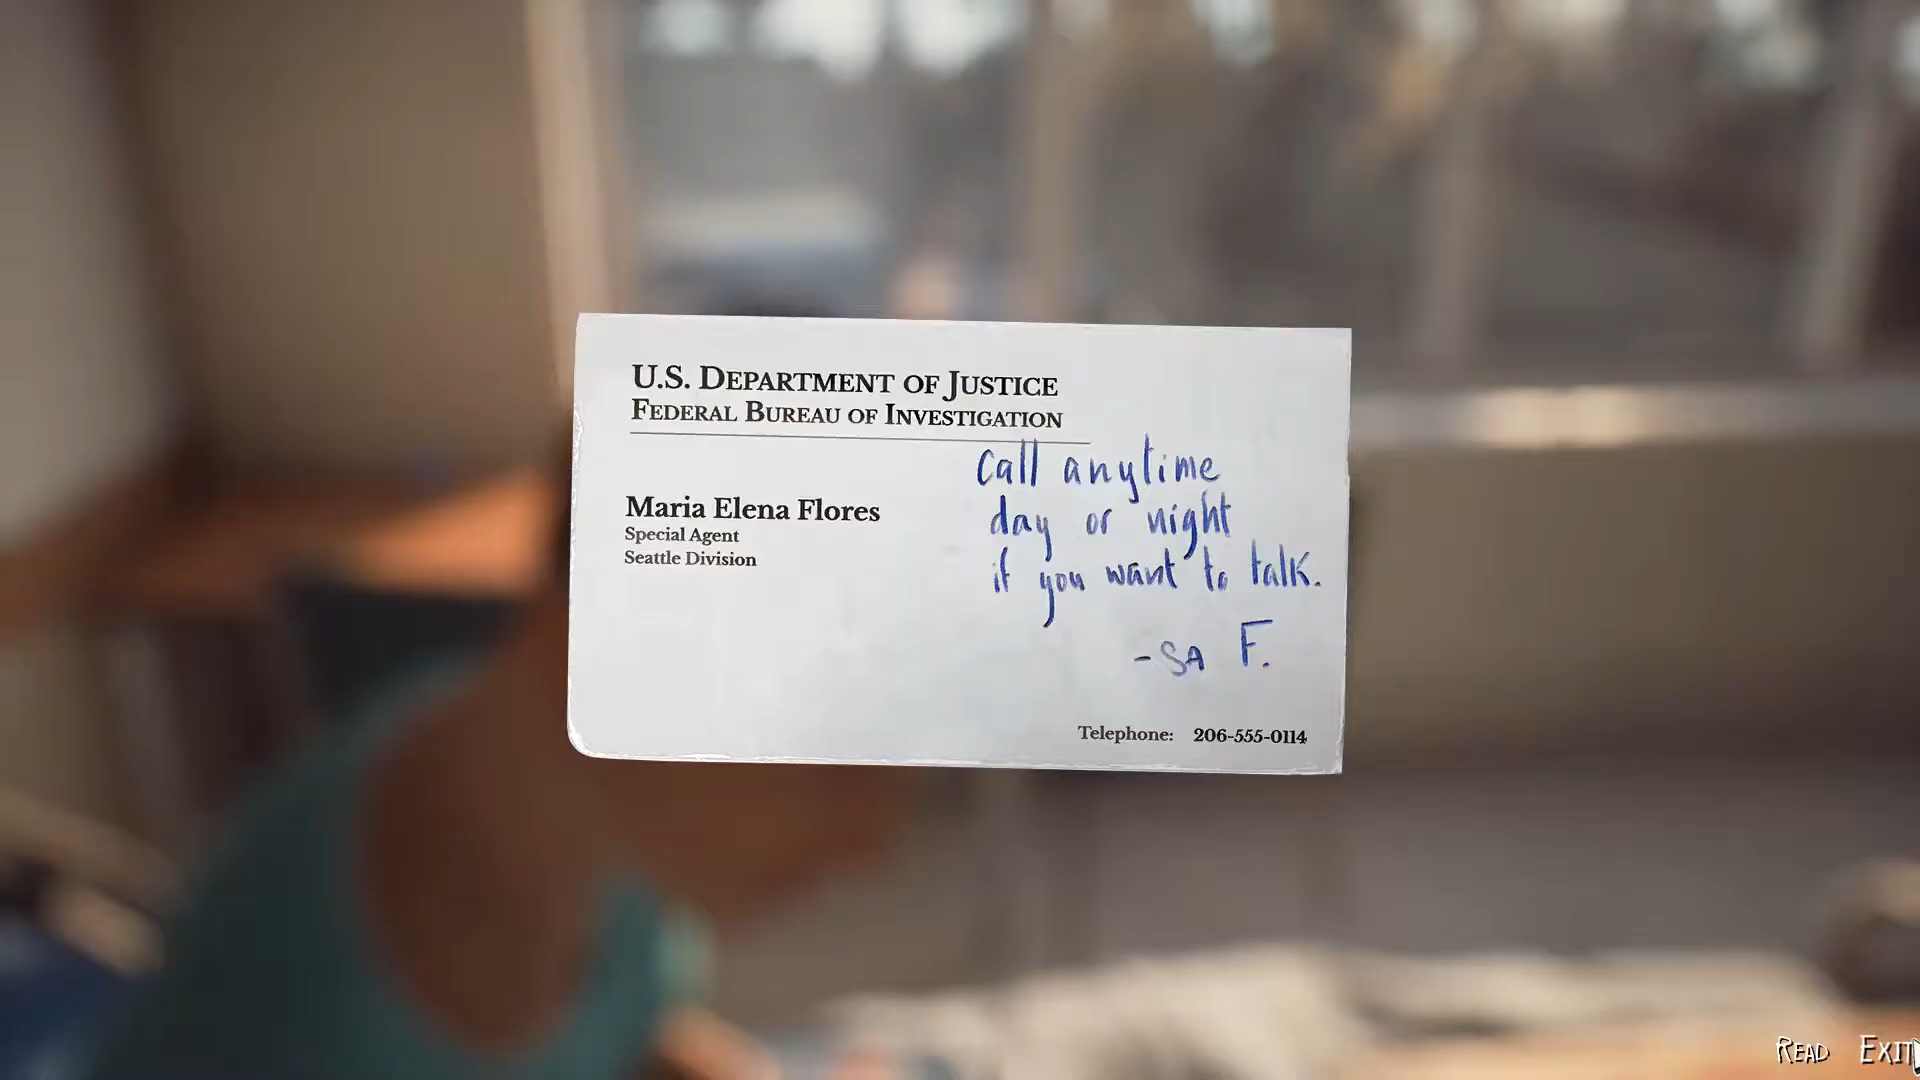 U.S. DEPARTMENT OF JUSTICE
FEDERAL BUREAU OF INVESTIGATION
Maria Elena Flores
Special Agent
Seattle Division
Call anytime
day or night
if you want to talk.
- SA F.
Telephone: 206-555-0114
READ EXIT